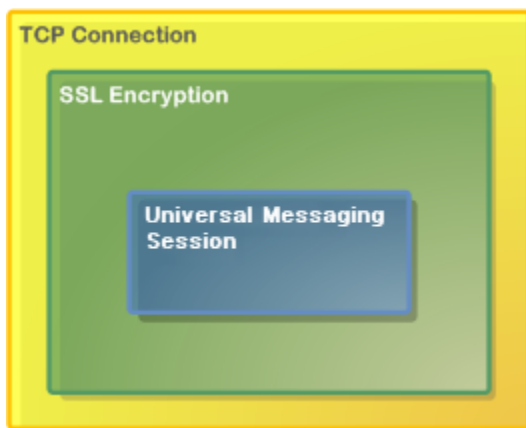 TCP Connection
SSL Encryption
Universal Messaging
Session